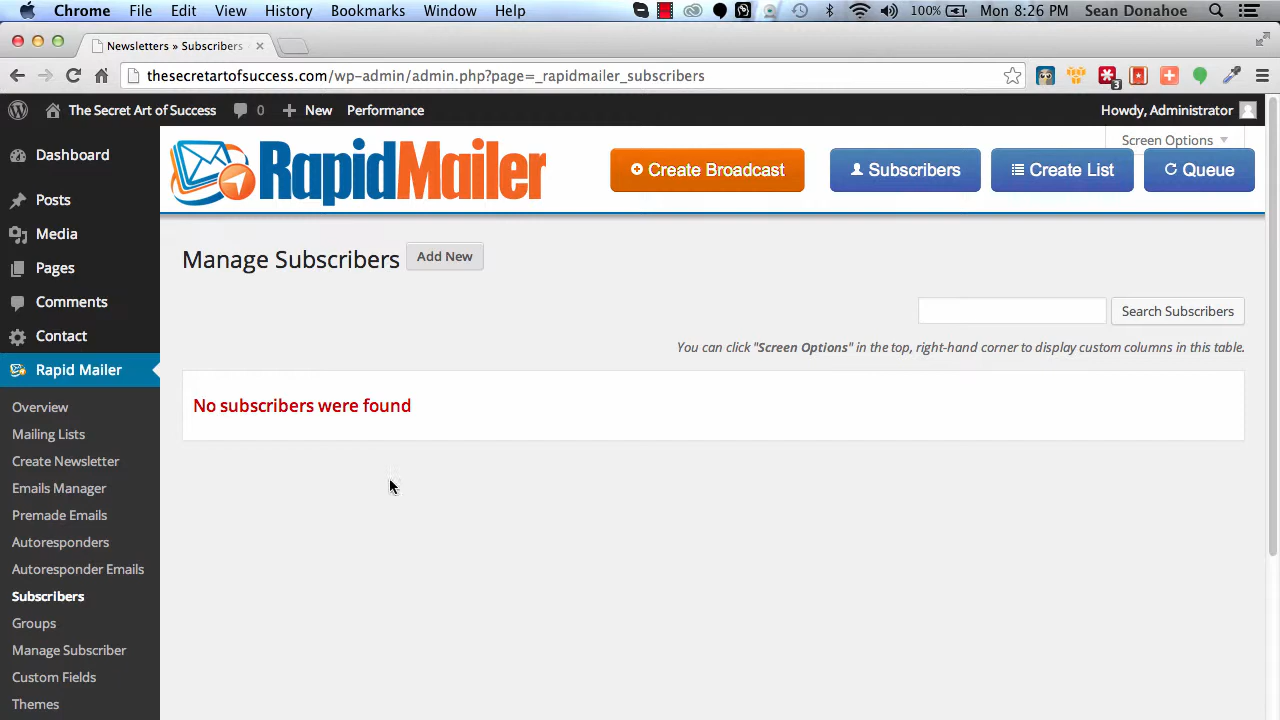 Chrome File Edit View History Bookmarks Window Help 100% Mon 8:26 PM Sean Donahoe
Newsletters » Subscribers ×
thesecretartofsuccess.com/wp-admin/admin.php?page=_rapidmailer_subscribers 3
The Secret Art of Success 0 New Performance Howdy, Administrator
Screen Options
RapidMailer Create Broadcast Subscribers Create List Queue
Dashboard
Posts
Media
Pages
Comments
Contact
Rapid Mailer
Overview
Mailing Lists
Create Newsletter
Emails Manager
Premade Emails
Autoresponders
Autoresponder Emails
Subscribers
Groups
Manage Subscriber
Custom Fields
Themes
Manage Subscribers Add New
Search Subscribers
You can click "Screen Options" in the top, right-hand corner to display custom columns in this table.
No subscribers were found